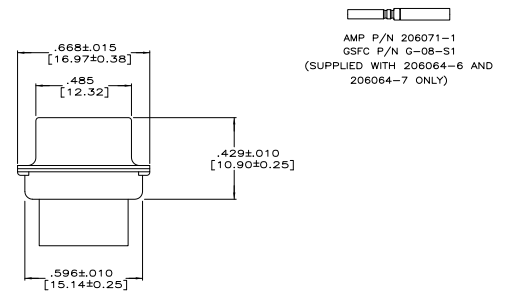 AMP P/N 206071-1
GSFC P/N G-08-S1
(SUPPLIED WITH 206064-6 AND
206064-7 ONLY)
.668±.015
[16.97±0.38]
.485
[12.32]
.429±.010
[10.90±0.25]
.596±.010
[15.14±0.25]